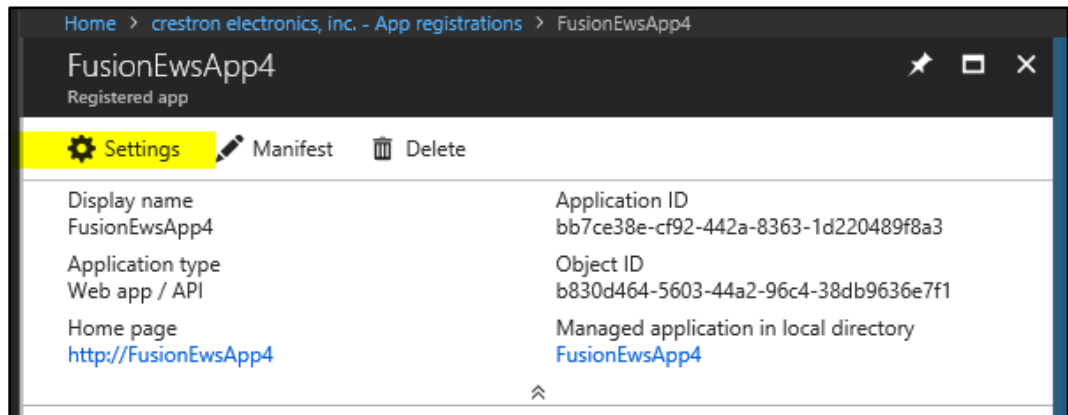 Home > crestron electronics, inc. - App registrations > FusionEwsApp4
FusionEwsApp4
Registered app
Settings Manifest Delete
Display name
FusionEwsApp4
Application ID
bb7ce38e-cf92-442a-8363-1d220489f8a3
Application type
Web app / API
Object ID
b830d464-5603-44a2-96c4-38db9636e7f1
Home page
http://FusionEwsApp4
Managed application in local directory
FusionEwsApp4